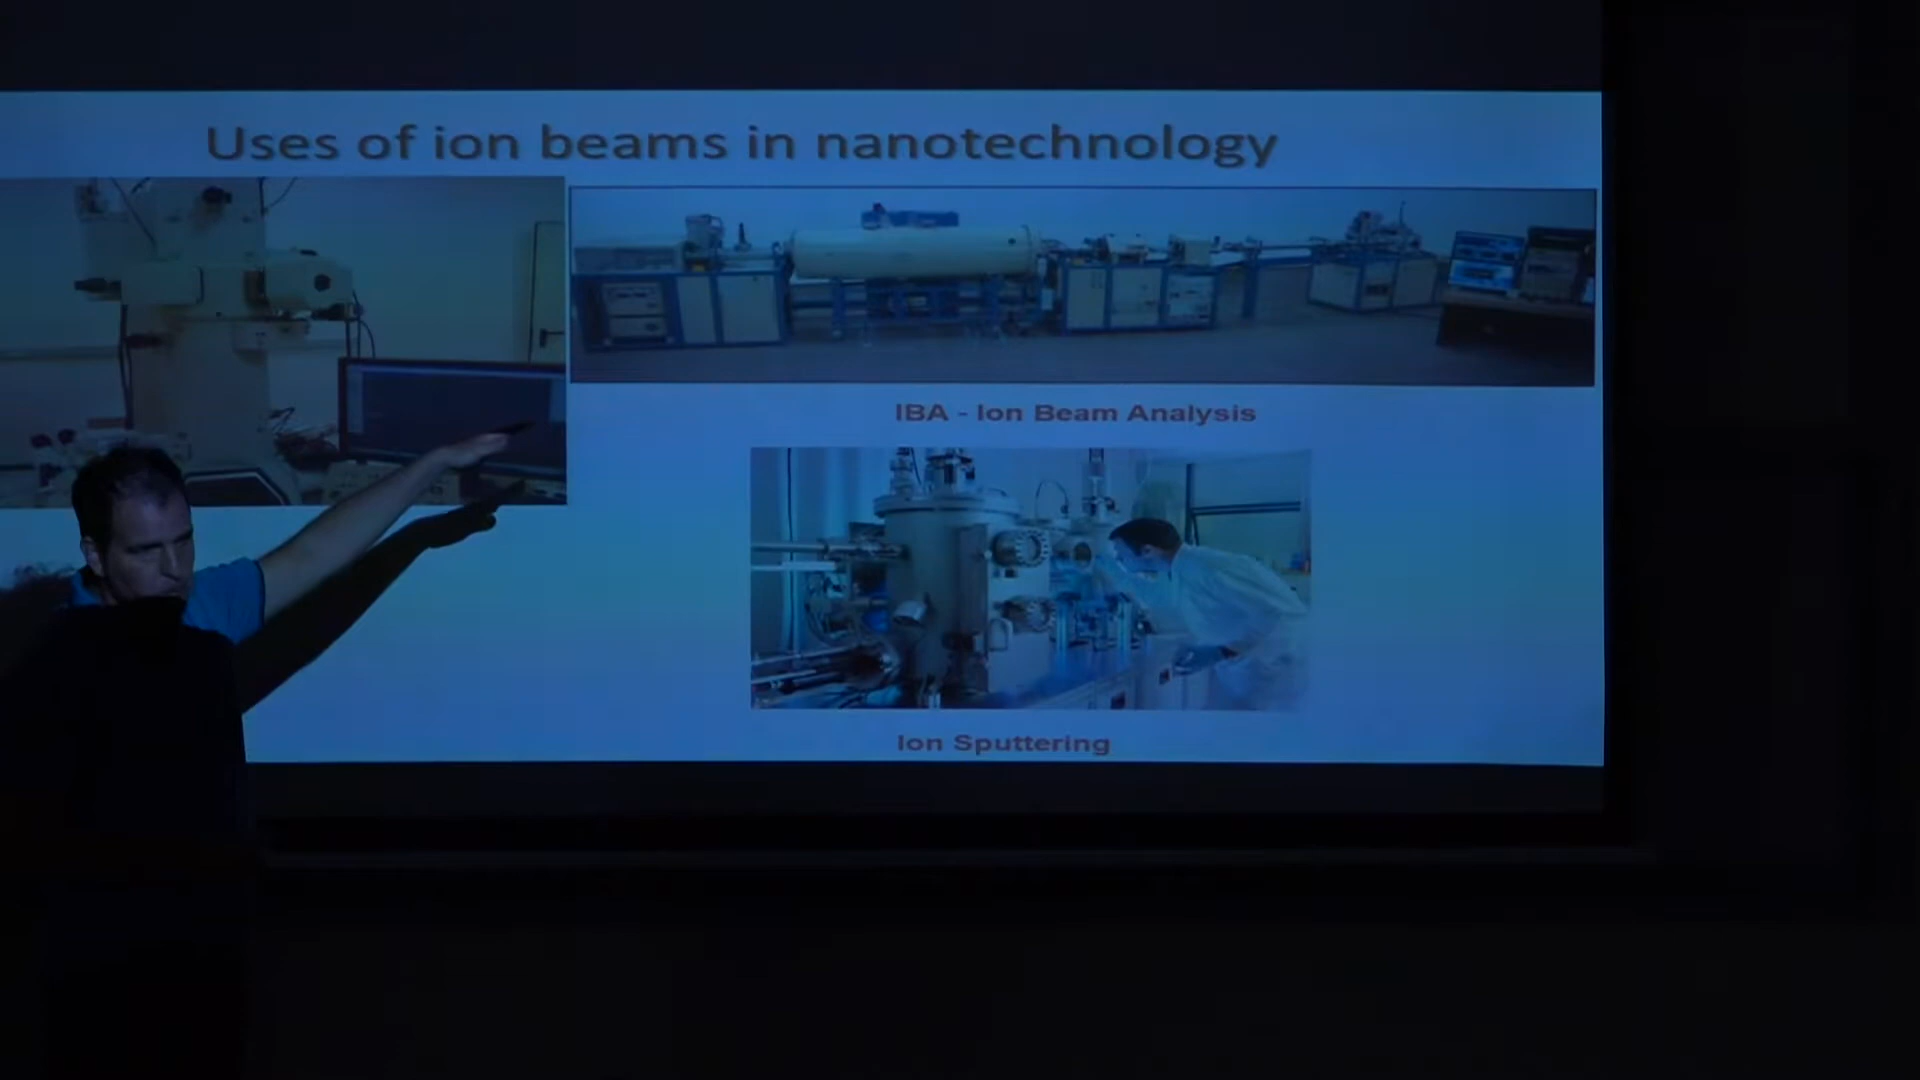 Uses of ion beams in nanotechnology
IBA - Ion Beam Analysis
Ion Sputtering